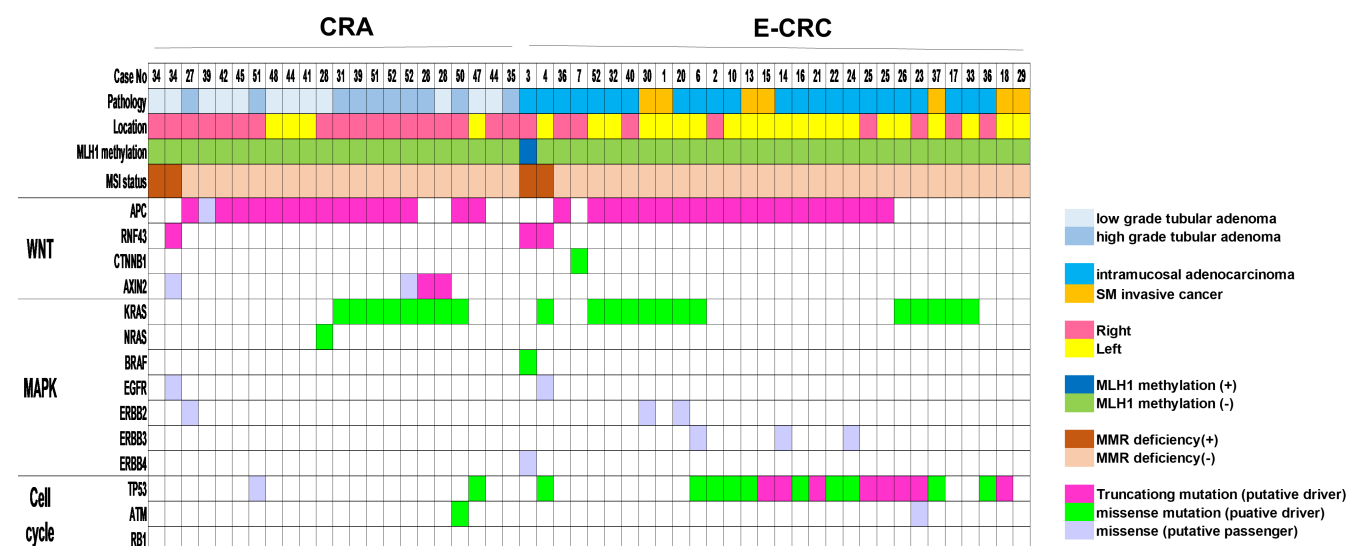 CRA E-CRC
Case No 34 34 27 39 42 45 51 48 44 41 28 31 39 51 52 52 28 28 50 47 44 35 3 4 36 7 52 32 40 30 1 20 6 2 10 13 15 14 16 21 22 24 25 25 26 23 37 17 33 36 18 29
Pathology
Location
MLH1 methylation
MSI status
WNT
APC
RNF43
CTNNB1
AXIN2
MAPK
KRAS
NRAS
BRAF
EGFR
ERBB2
ERBB3
ERBB4
Cell
cycle
TP53
ATM
RB1
low grade tubular adenoma
high grade tubular adenoma
intramucosal adenocarcinoma
SM invasive cancer
Right
Left
MLH1 methylation (+)
MLH1 methylation (-)
MMR deficiency(+)
MMR deficiency(-)
Truncationg mutation (putative driver)
missense mutation (puative driver)
missense (putative passenger)